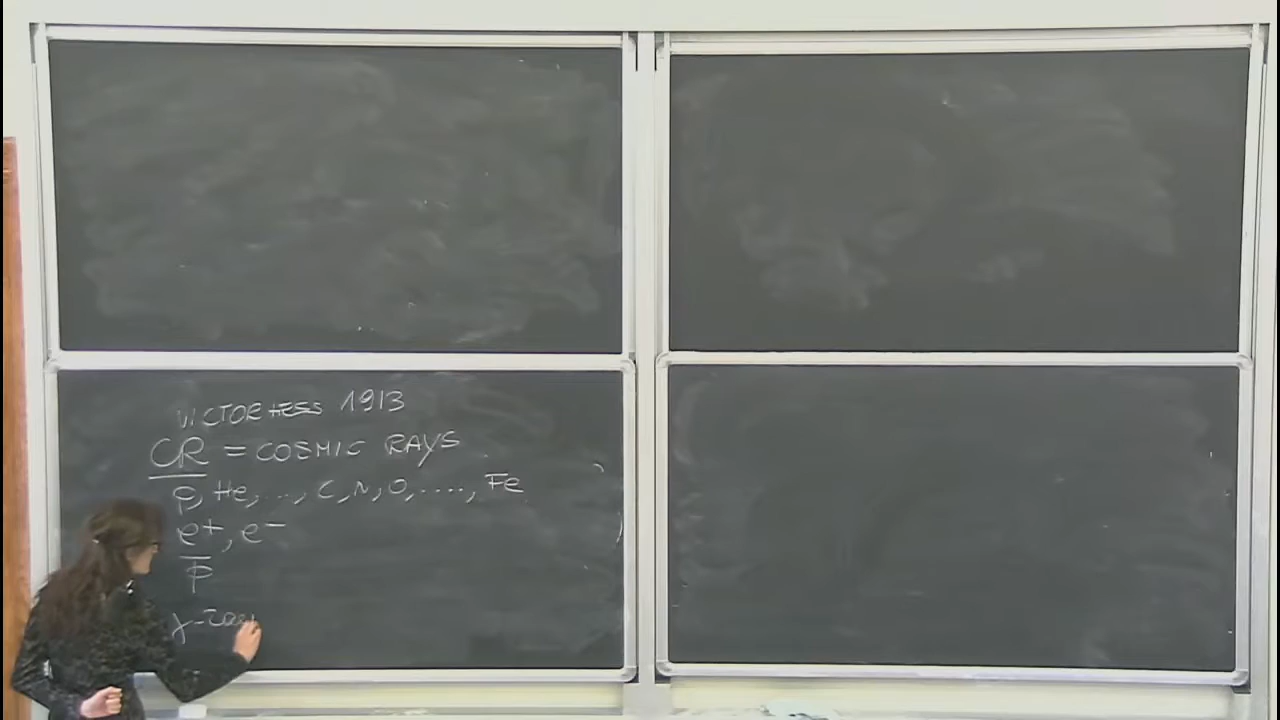 VICTOR HESS 1913
CR = COSMIC RAYS
p, He, ..., C, N, O, ...., Fe
e+, e-
p̅
γ-ray